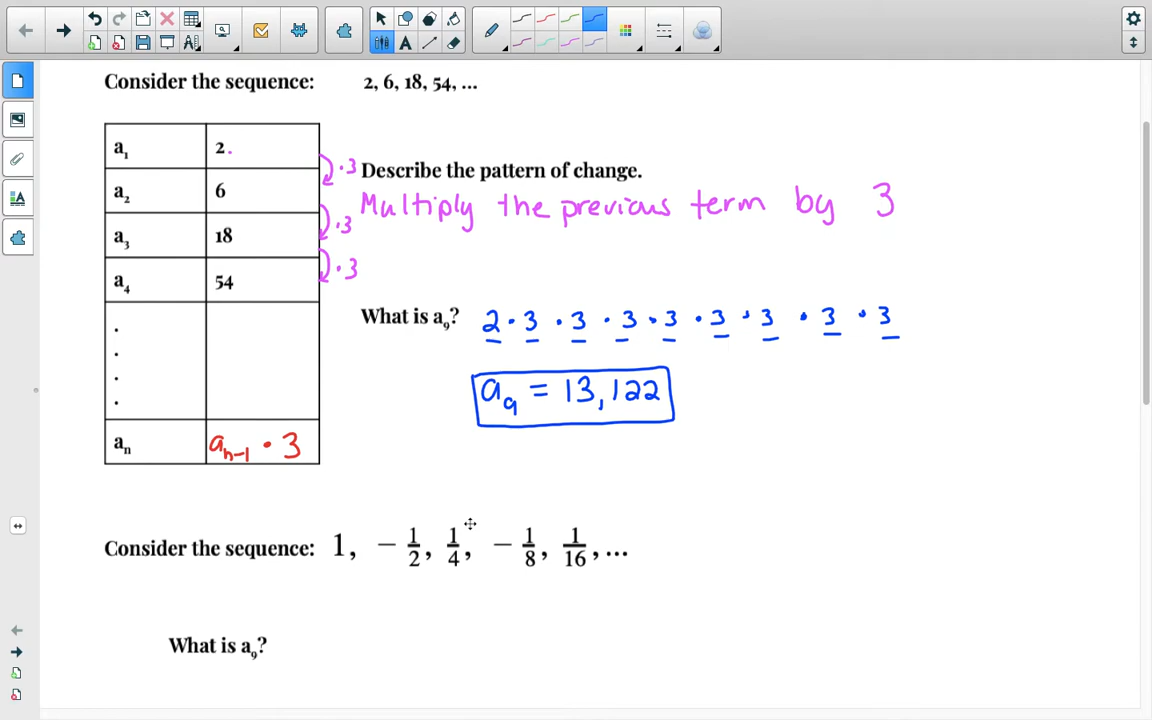 Consider the sequence: 2, 6, 18, 54, ...
a₁ 2.
·3
Describe the pattern of change.
a₂ 6
Multiply the previous term by 3
·3
a₃ 18
·3
a₄ 54
What is a₉? 2 · 3 · 3 · 3 · 3 · 3 · 3 · 3 · 3
a₉ = 13,122
aₙ aₙ₋₁ · 3
Consider the sequence: 1, -1/2, 1/4, -1/8, 1/16, ...
What is a₉?